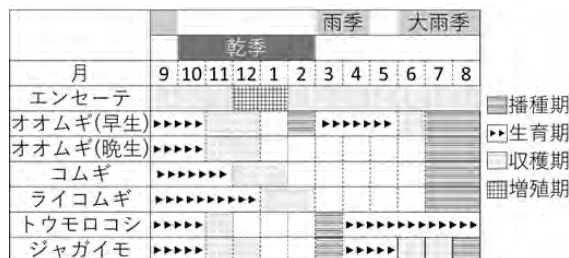 雨季 大雨季
乾季
月 9 10 11 12 1 2 3 4 5 6 7 8
エンセーテ
オオムギ(早生)
オオムギ(晩生)
コムギ
ライコムギ
トウモロコシ
ジャガイモ
播種期
生育期
収穫期
増殖期